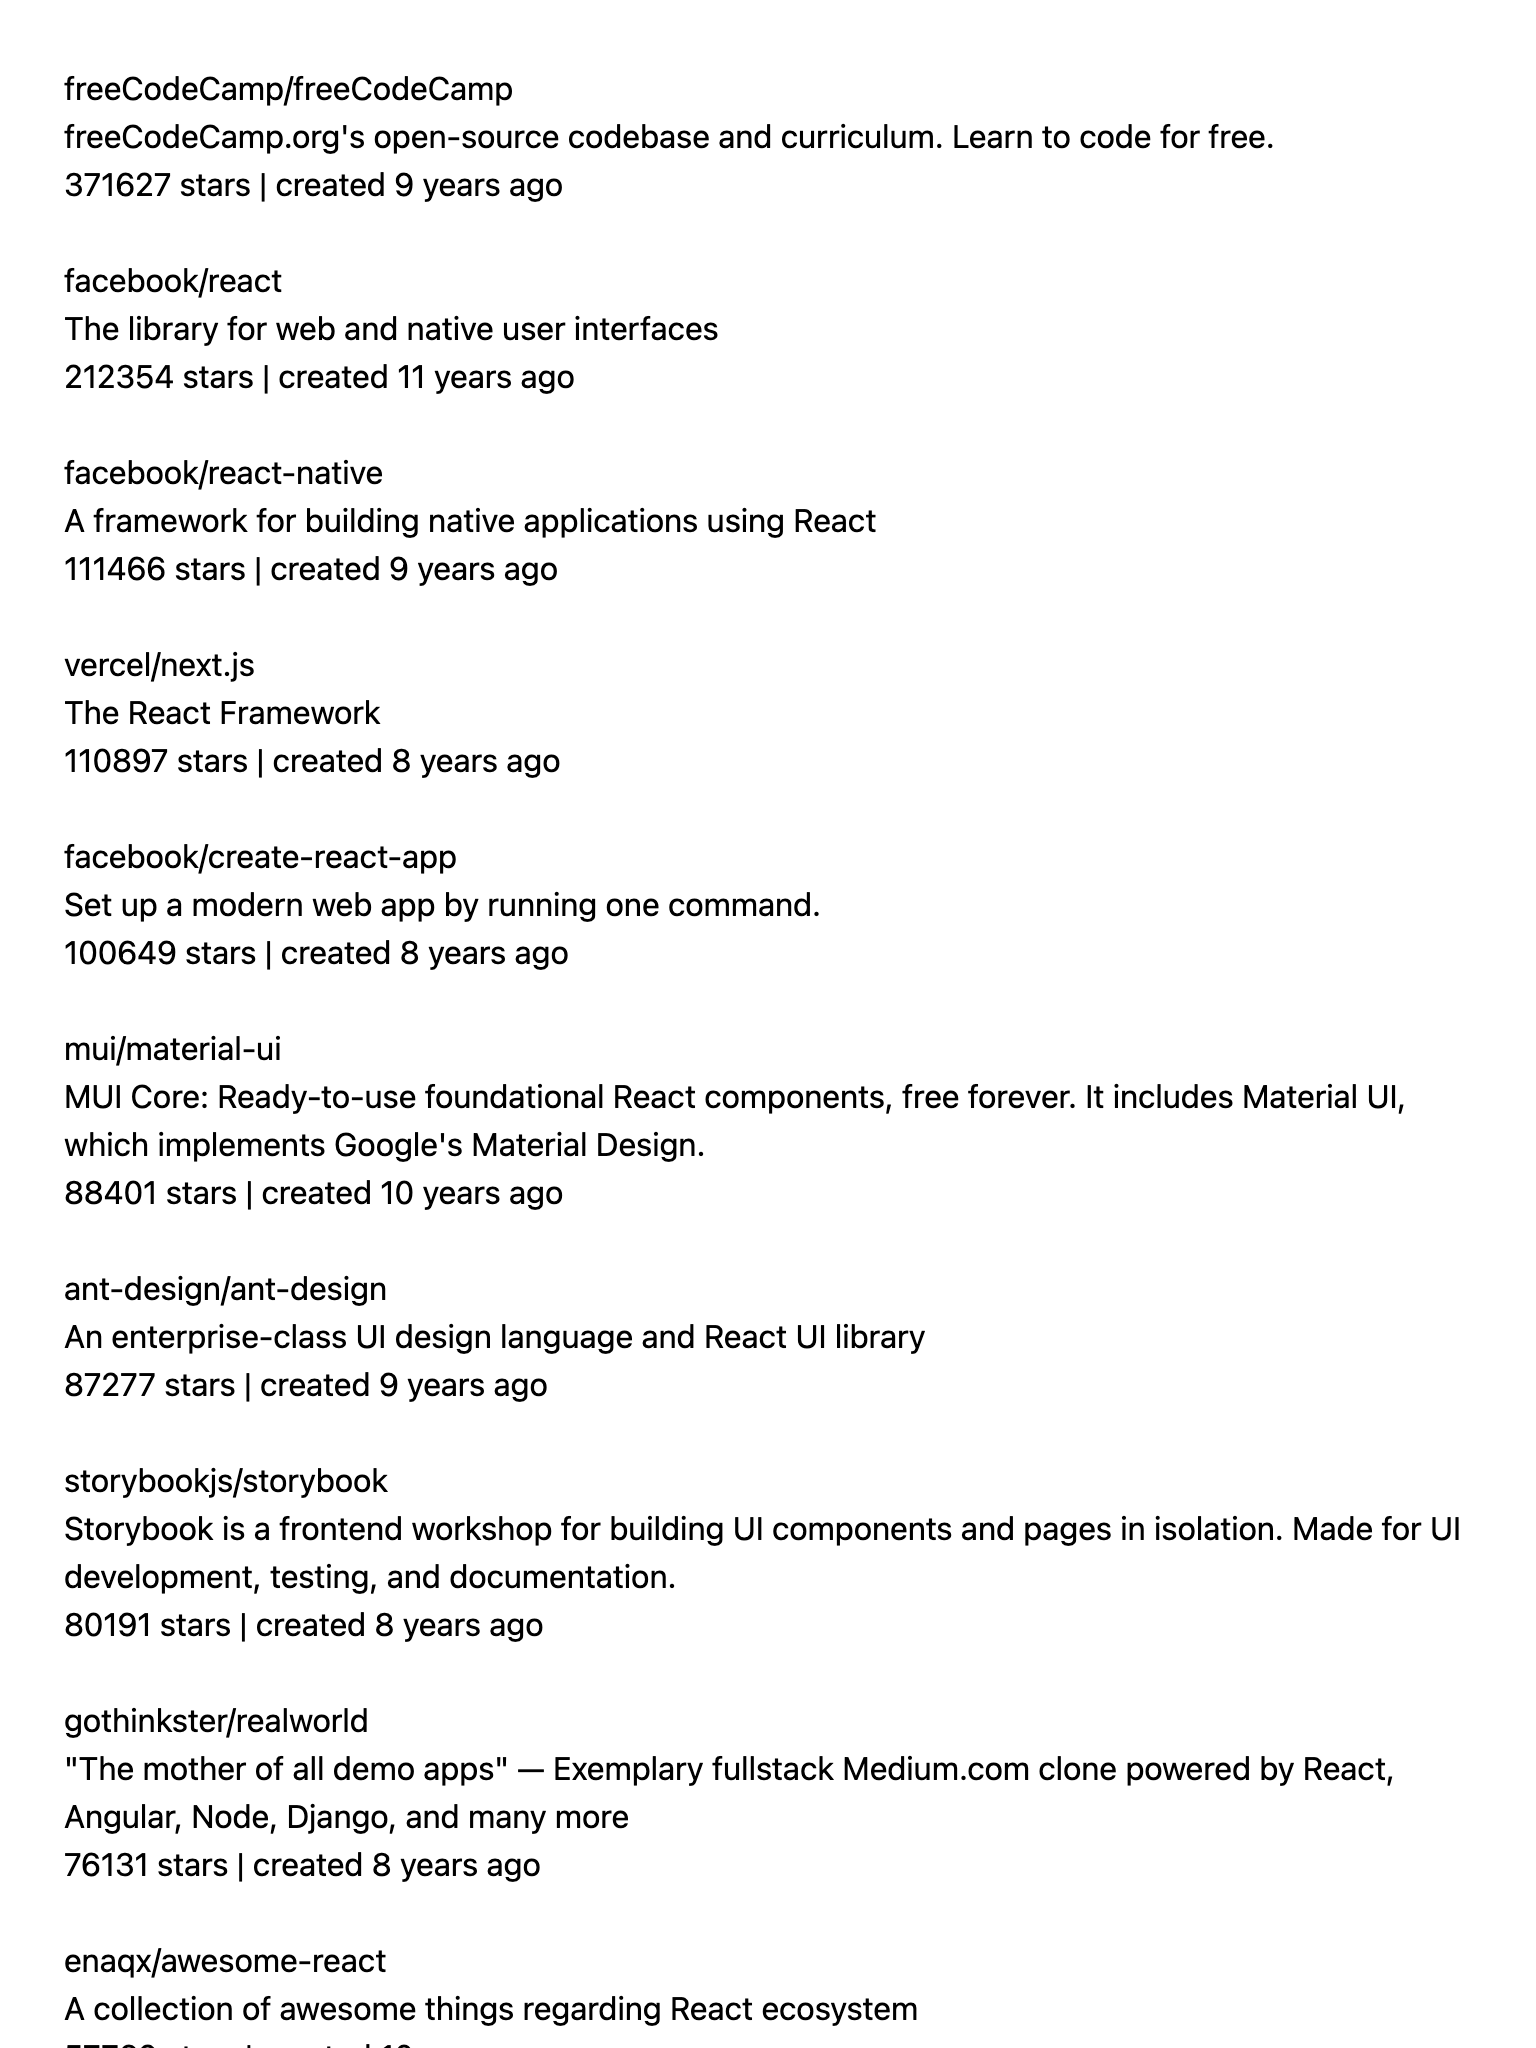 freeCodeCamp/freeCodeCamp
freeCodeCamp.org's open-source codebase and curriculum. Learn to code for free.
371627 stars | created 9 years ago
facebook/react
The library for web and native user interfaces
212354 stars | created 11 years ago
facebook/react-native
A framework for building native applications using React
111466 stars | created 9 years ago
vercel/next.js
The React Framework
110897 stars | created 8 years ago
facebook/create-react-app
Set up a modern web app by running one command.
100649 stars | created 8 years ago
mui/material-ui
MUI Core: Ready-to-use foundational React components, free forever. It includes Material UI,
which implements Google's Material Design.
88401 stars | created 10 years ago
ant-design/ant-design
An enterprise-class UI design language and React UI library
87277 stars | created 9 years ago
storybookjs/storybook
Storybook is a frontend workshop for building UI components and pages in isolation. Made for UI
development, testing, and documentation.
80191 stars | created 8 years ago
gothinkster/realworld
"The mother of all demo apps" — Exemplary fullstack Medium.com clone powered by React,
Angular, Node, Django, and many more
76131 stars | created 8 years ago
enaqx/awesome-react
A collection of awesome things regarding React ecosystem